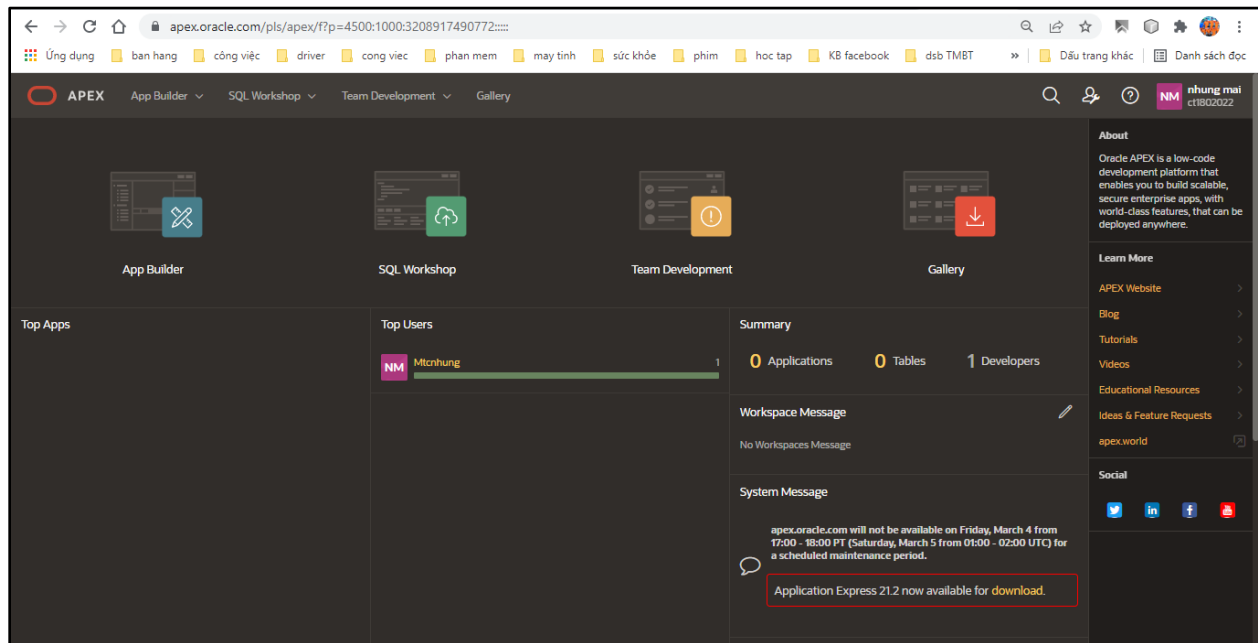 apex.oracle.com/pls/apex/f?p=4500:1000:3208917490772:::::
Ứng dụng ban hang công việc driver cong viec phan mem may tinh sức khỏe phim hoc tap KB facebook dsb TMBT » Dấu trang khác Danh sách đọc
APEX App Builder SQL Workshop Team Development Gallery NM nhung mai
ct1802022
App Builder SQL Workshop Team Development Gallery
Top Apps
Top Users
NM Mtcnhung 1
Summary
0 Applications 0 Tables 1 Developers
Workspace Message
No Workspaces Message
System Message
apex.oracle.com will not be available on Friday, March 4 from
17:00 - 18:00 PT (Saturday, March 5 from 01:00 - 02:00 UTC) for
a scheduled maintenance period.
Application Express 21.2 now available for download.
About
Oracle APEX is a low-code
development platform that
enables you to build scalable,
secure enterprise apps, with
world-class features, that can be
deployed anywhere.
Learn More
APEX Website
Blog
Tutorials
Videos
Educational Resources
Ideas & Feature Requests
apex.world
Social